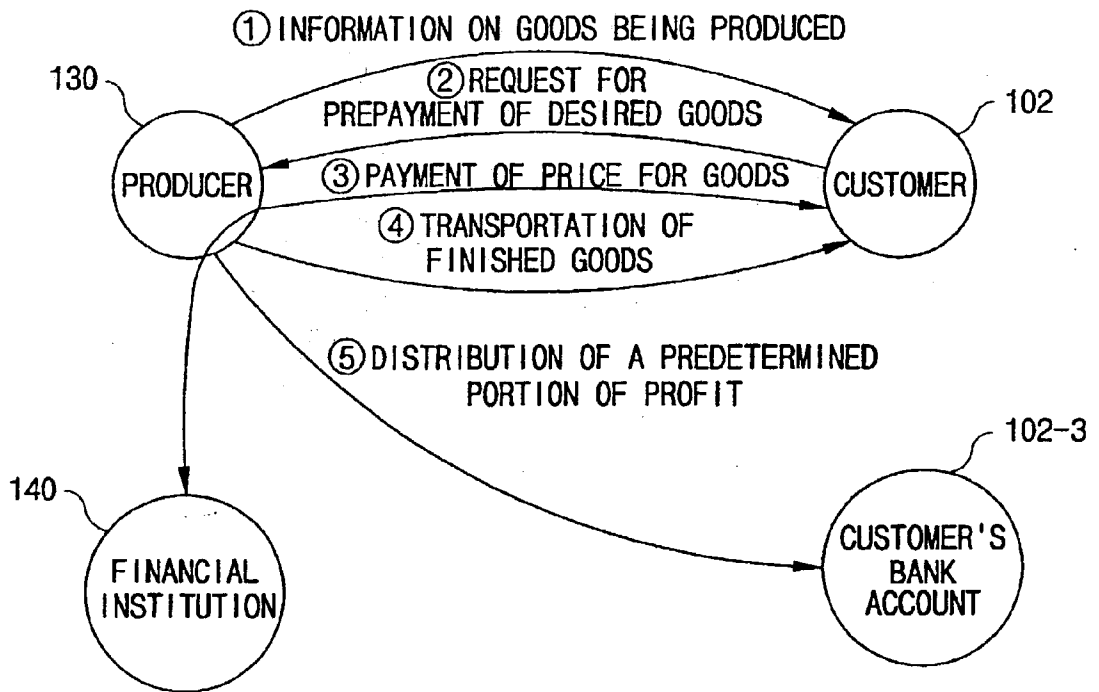 ① INFORMATION ON GOODS BEING PRODUCED
130
② REQUEST FOR
PREPAYMENT OF DESIRED GOODS
102
PRODUCER
③ PAYMENT OF PRICE FOR GOODS
CUSTOMER
④ TRANSPORTATION OF
FINISHED GOODS
⑤ DISTRIBUTION OF A PREDETERMINED
PORTION OF PROFIT
102-3
140
FINANCIAL
INSTITUTION
CUSTOMER'S
BANK
ACCOUNT